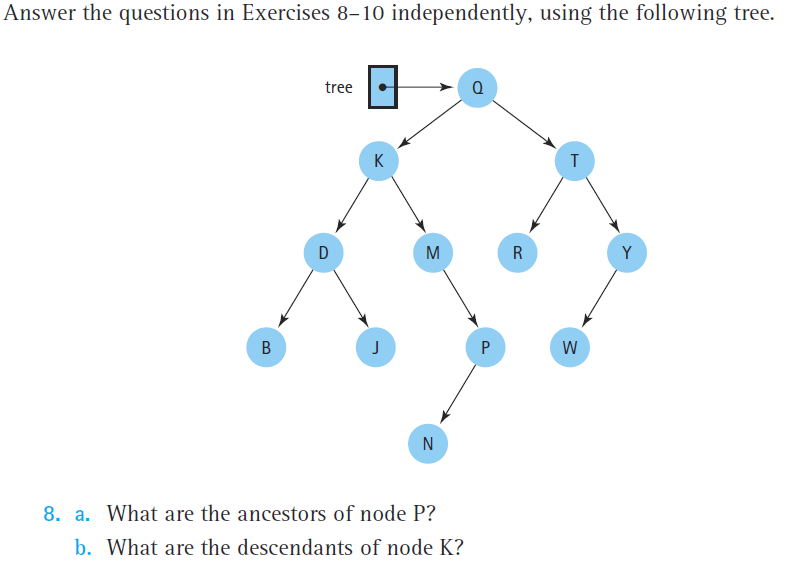 Answer the questions in Exercises 8–10 independently, using the following tree.
tree
Q
K
T
D
M
R
Y
B
J
P
W
N
8. a. What are the ancestors of node P?
b. What are the descendants of node K?